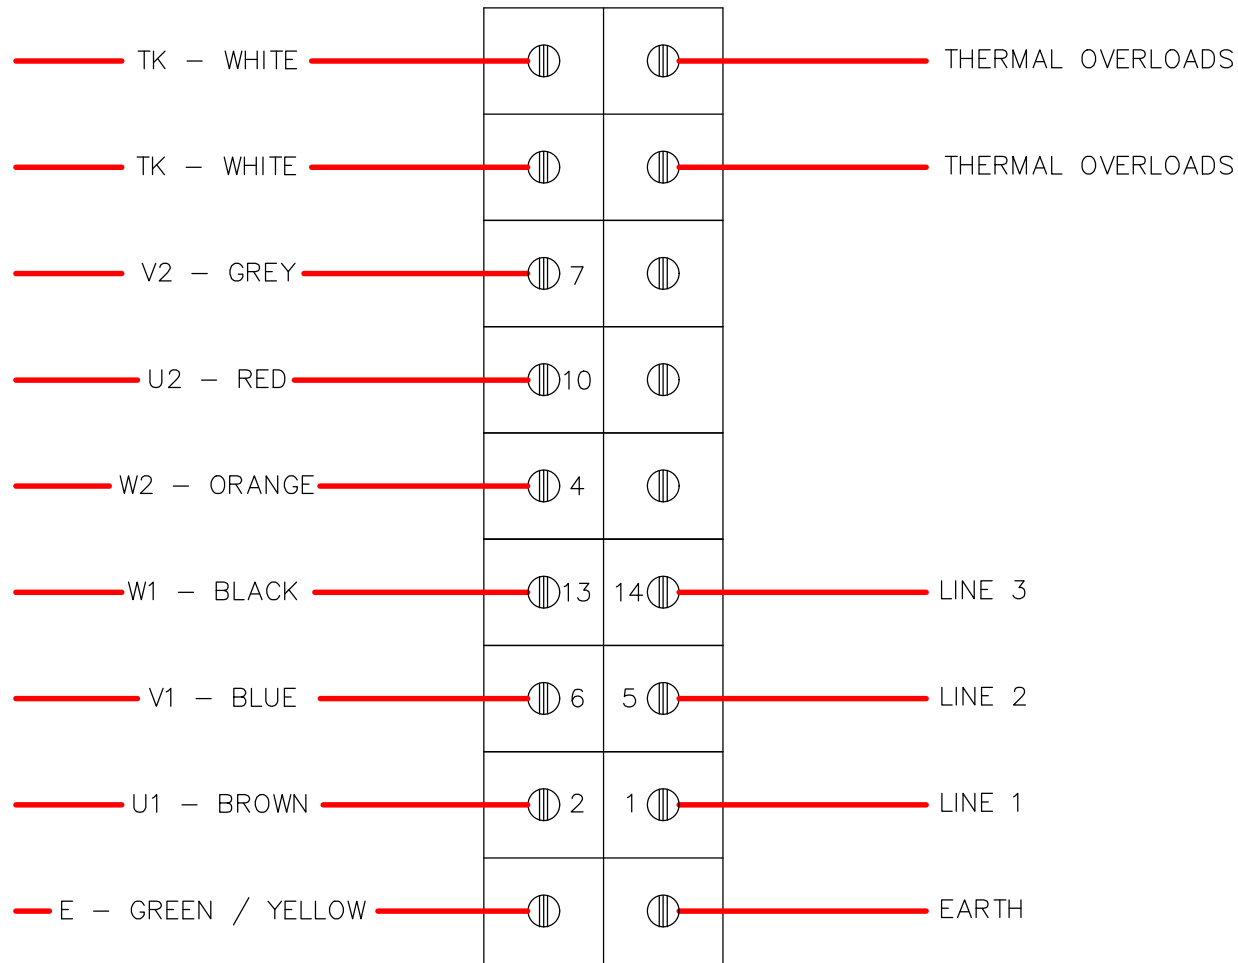 TK - WHITE THERMAL OVERLOADS
TK - WHITE THERMAL OVERLOADS
V2 - GREY 7
U2 - RED 10
W2 - ORANGE 4
W1 - BLACK 13 14 LINE 3
V1 - BLUE 6 5 LINE 2
U1 - BROWN 2 1 LINE 1
E - GREEN / YELLOW EARTH